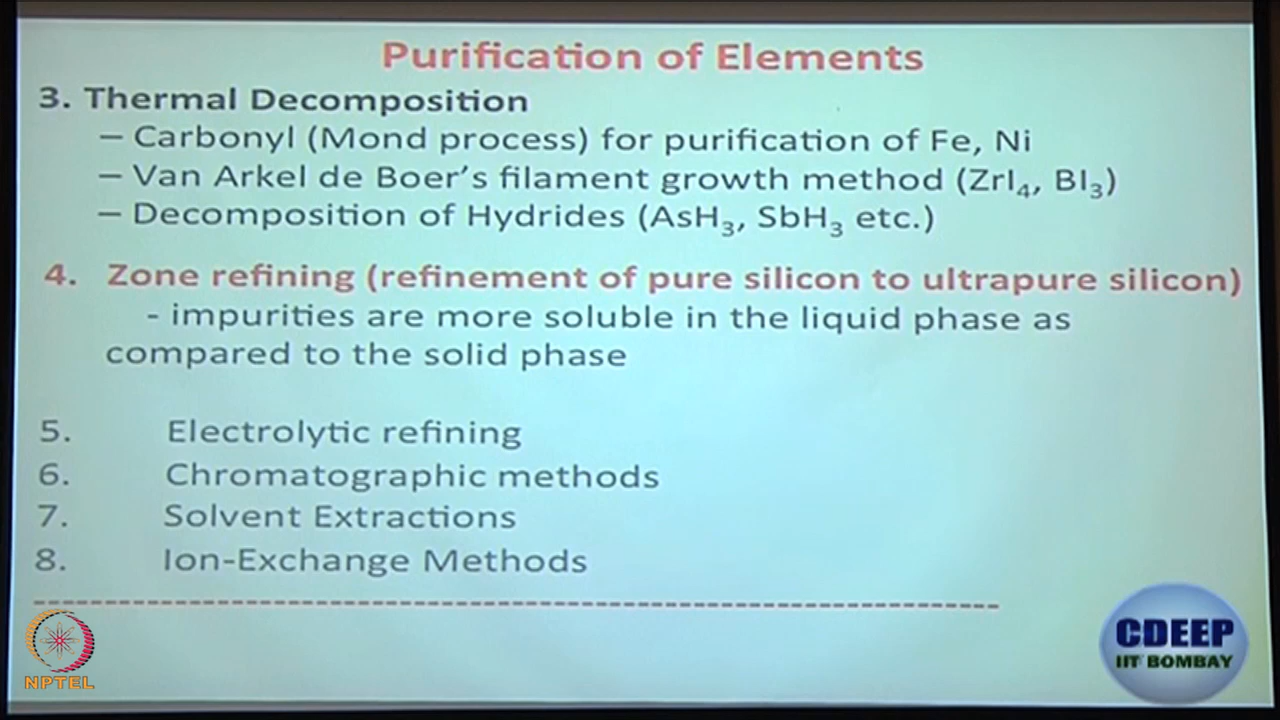 Purification of Elements
3. Thermal Decomposition
– Carbonyl (Mond process) for purification of Fe, Ni
– Van Arkel de Boer's filament growth method (ZrI₄, BI₃)
– Decomposition of Hydrides (AsH₃, SbH₃ etc.)
4. Zone refining (refinement of pure silicon to ultrapure silicon)
- impurities are more soluble in the liquid phase as
compared to the solid phase
5. Electrolytic refining
6. Chromatographic methods
7. Solvent Extractions
8. Ion-Exchange Methods
NPTEL
CDEEP
IIT BOMBAY